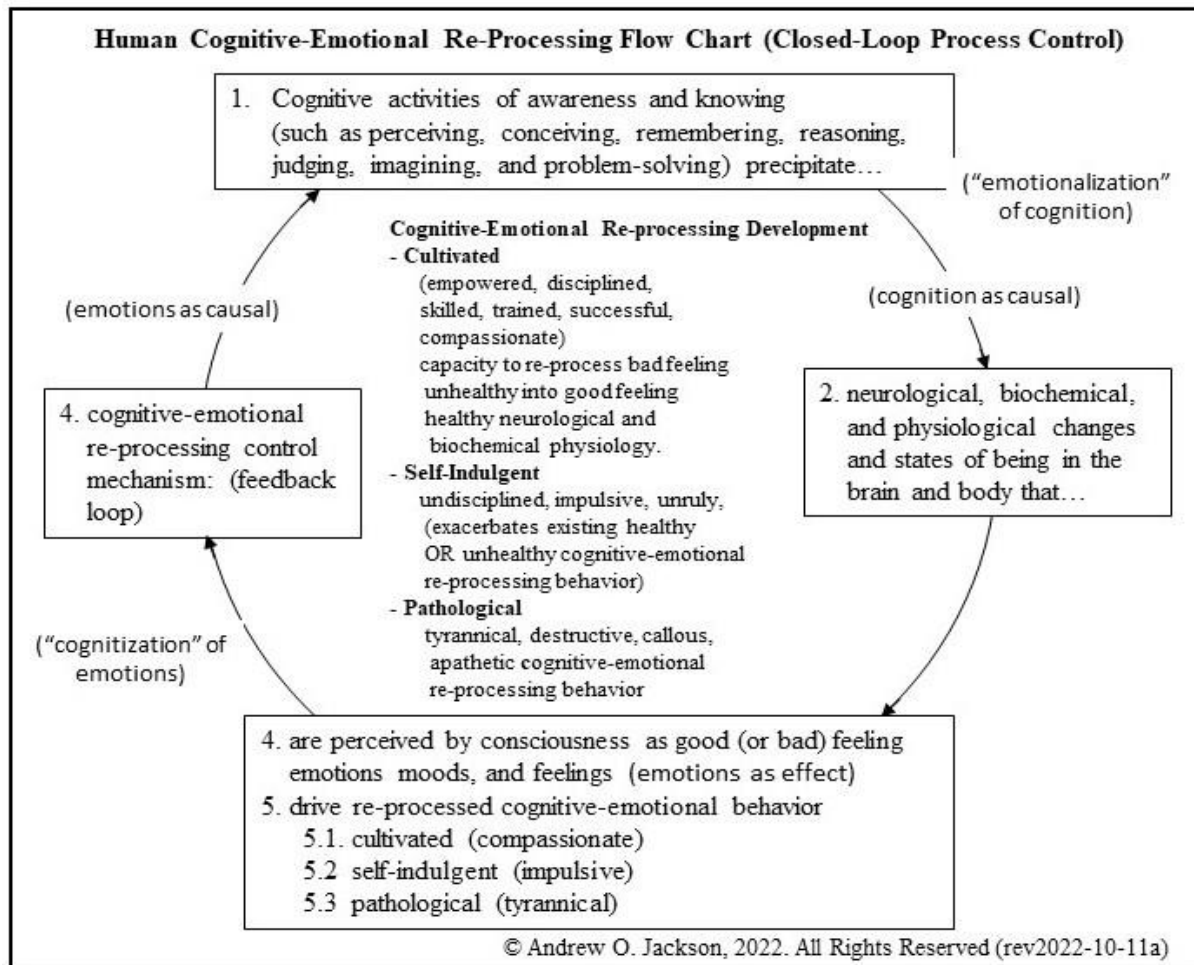 Human Cognitive-Emotional Re-Processing Flow Chart (Closed-Loop Process Control)
1. Cognitive activities of awareness and knowing
(such as perceiving, conceiving, remembering, reasoning,
judging, imagining, and problem-solving) precipitate…
(“emotionalization”
of cognition)
(cognition as causal)
2. neurological, biochemical,
and physiological changes
and states of being in the
brain and body that…
Cognitive-Emotional Re-processing Development
- Cultivated
(empowered, disciplined,
skilled, trained, successful,
compassionate)
capacity to re-process bad feeling
unhealthy into good feeling
healthy neurological and
biochemical physiology.
- Self-Indulgent
undisciplined, impulsive, unruly,
(exacerbates existing healthy
OR unhealthy cognitive-emotional
re-processing behavior)
- Pathological
tyrannical, destructive, callous,
apathetic cognitive-emotional
re-processing behavior
4. are perceived by consciousness as good (or bad) feeling
emotions moods, and feelings (emotions as effect)
5. drive re-processed cognitive-emotional behavior
5.1. cultivated (compassionate)
5.2 self-indulgent (impulsive)
5.3 pathological (tyrannical)
(“cognitization” of
emotions)
4. cognitive-emotional
re-processing control
mechanism: (feedback
loop)
(emotions as causal)
© Andrew O. Jackson, 2022. All Rights Reserved (rev2022-10-11a)